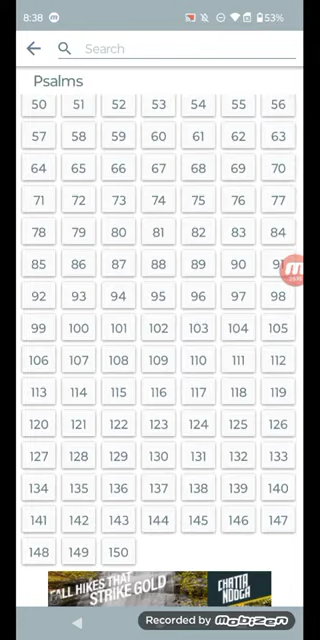 8:38
53%
Search
Psalms
50 51 52 53 54 55 56
57 58 59 60 61 62 63
64 65 66 67 68 69 70
71 72 73 74 75 76 77
78 79 80 81 82 83 84
85 86 87 88 89 90 91
92 93 94 95 96 97 98
99 100 101 102 103 104 105
106 107 108 109 110 111 112
113 114 115 116 117 118 119
120 121 122 123 124 125 126
127 128 129 130 131 132 133
134 135 136 137 138 139 140
141 142 143 144 145 146 147
148 149 150
FALL HIKES THAT
STRIKE GOLD
CHATTA
NOOGA
Recorded by Mobizen